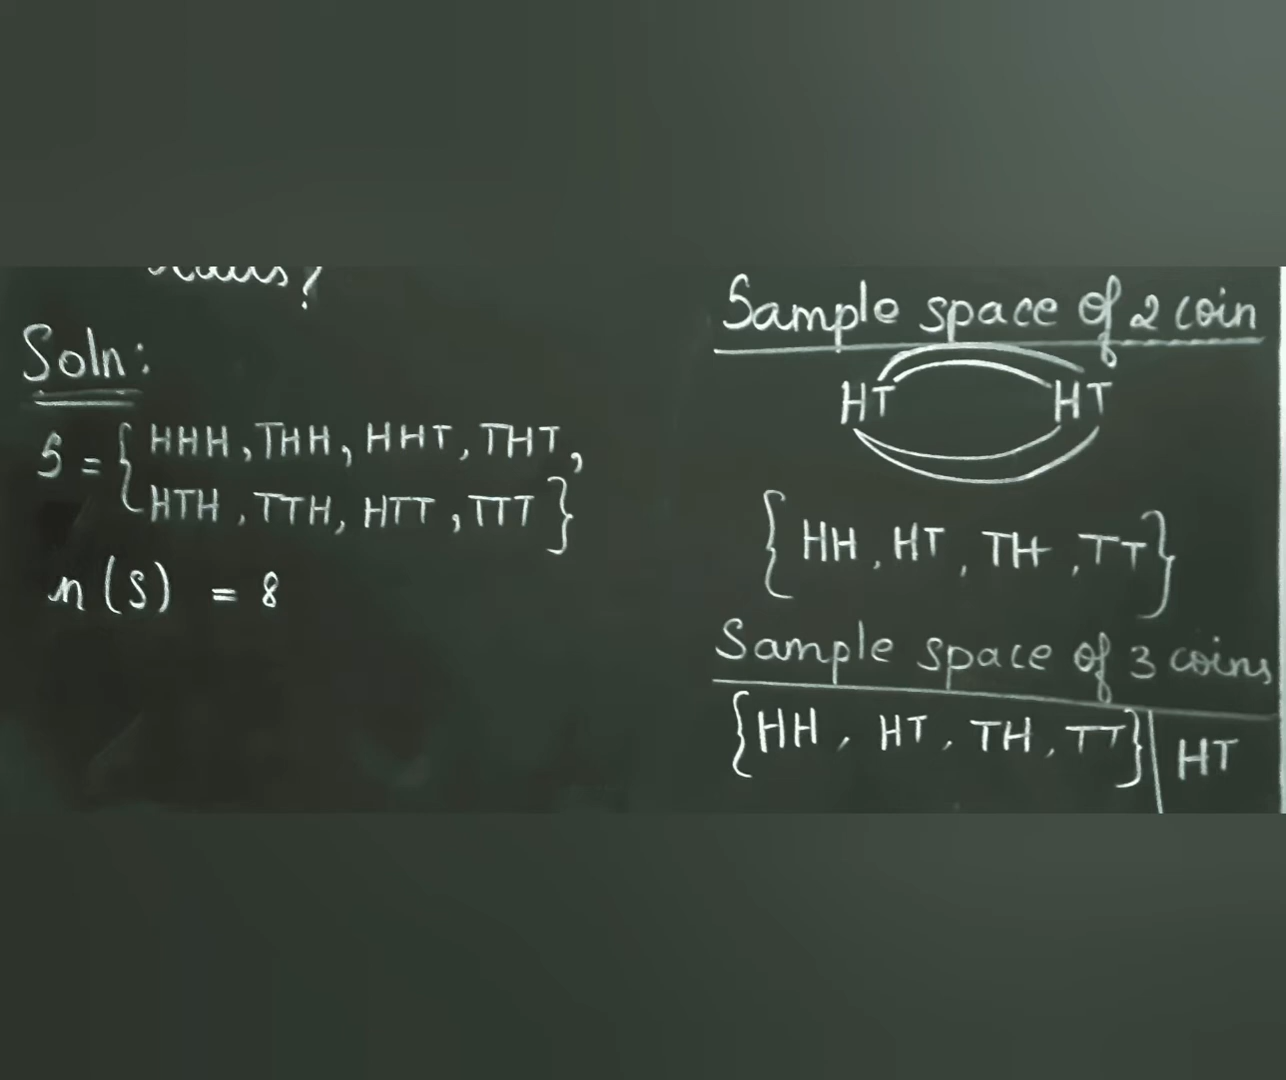 Soln:
S = { HHH, THH, HHT, THT,
HTH, TTH, HTT, TTT }
n(S) = 8
Sample space of 2 coin
HT HT
{ HH, HT, TH, TT }
Sample space of 3 coins
{HH, HT, TH, TT} | HT